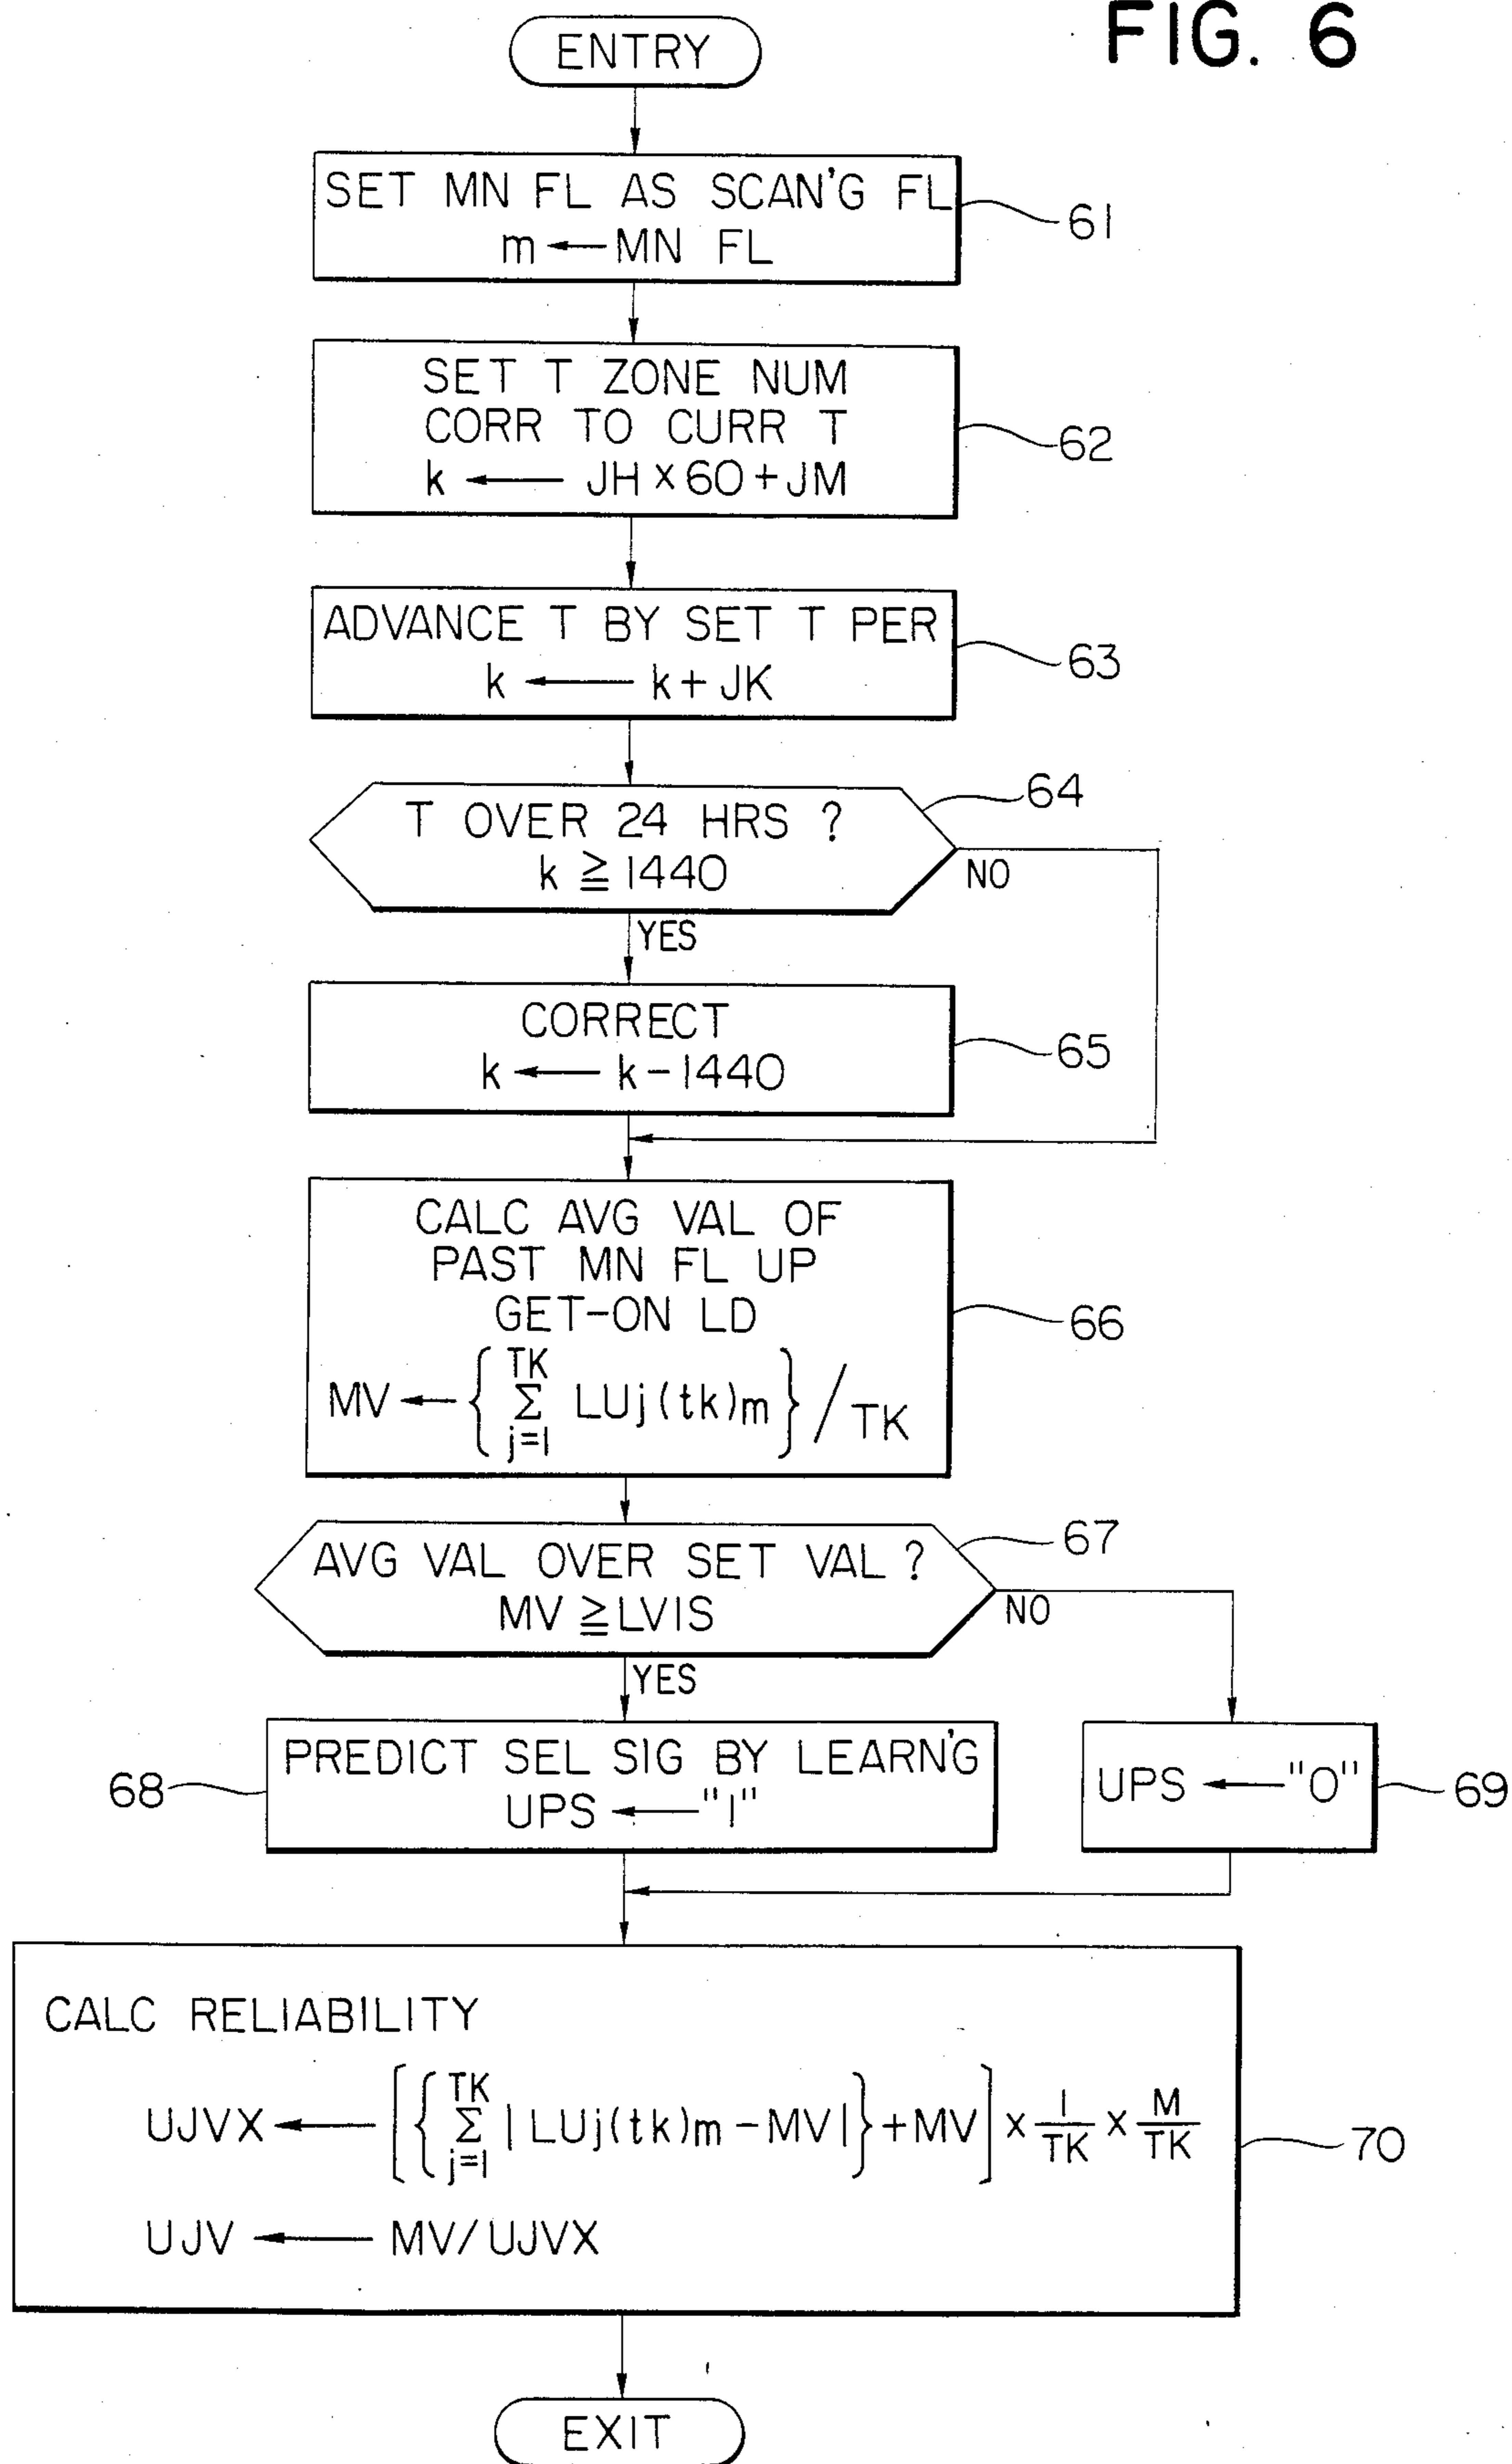 FIG. 6
ENTRY
SET MN FL AS SCAN'G FL
m ← MN FL
61
SET T ZONE NUM
CORR TO CURR T
k ← JH × 60 + JM
62
ADVANCE T BY SET T PER
k ← k + JK
63
T OVER 24 HRS ?
k ≧ 1440
64
NO
YES
CORRECT
k ← k - 1440
65
CALC AVG VAL OF
PAST MN FL UP
GET-ON LD
MV ← { TK Σ j=1 LUj(tk)m } / TK
66
AVG VAL OVER SET VAL ?
MV ≧ LVIS
67
NO
YES
PREDICT SEL SIG BY LEARN'G
UPS ← "1"
68
UPS ← "0"
69
CALC RELIABILITY
UJVX ← [ { TK Σ j=1 | LUj(tk)m - MV | } + MV ] × 1/TK × M/TK
UJV ← MV/UJVX
70
EXIT